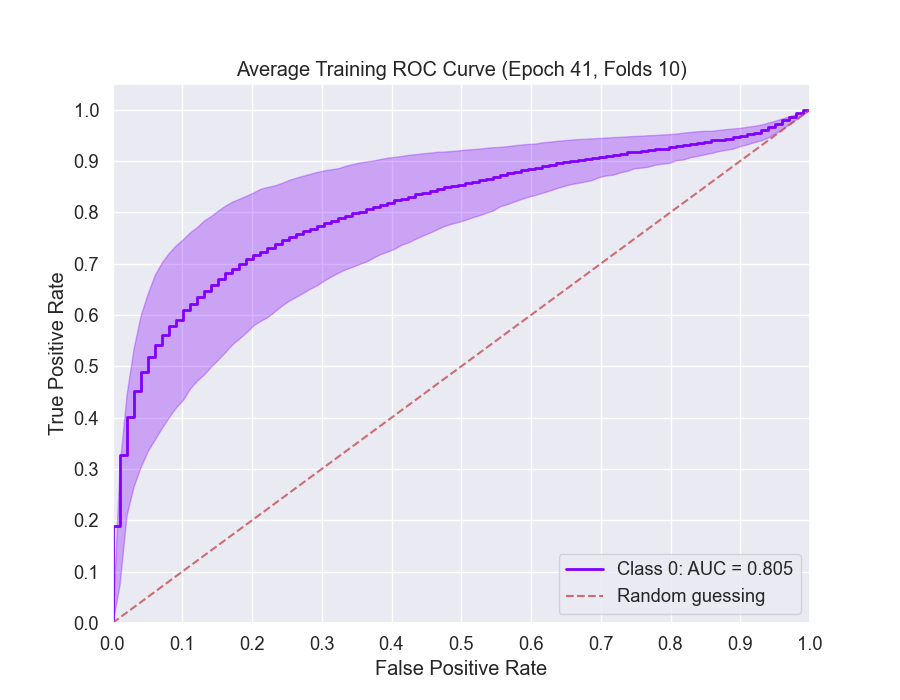 Average Training ROC Curve (Epoch 41, Folds 10)
True Positive Rate
1.0
0.9
0.8
0.7
0.6
0.5
0.4
0.3
0.2
0.1
0.0
Class 0: AUC = 0.805
Random guessing
0.0 0.1 0.2 0.3 0.4 0.5 0.6 0.7 0.8 0.9 1.0
False Positive Rate